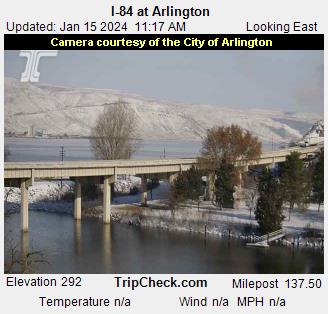 I-84 at Arlington
Updated: Jan 15 2024 11:17 AM Looking East
Camera courtesy of the City of Arlington
Elevation 292 TripCheck.com Milepost 137.50
Temperature n/a Wind n/a MPH n/a